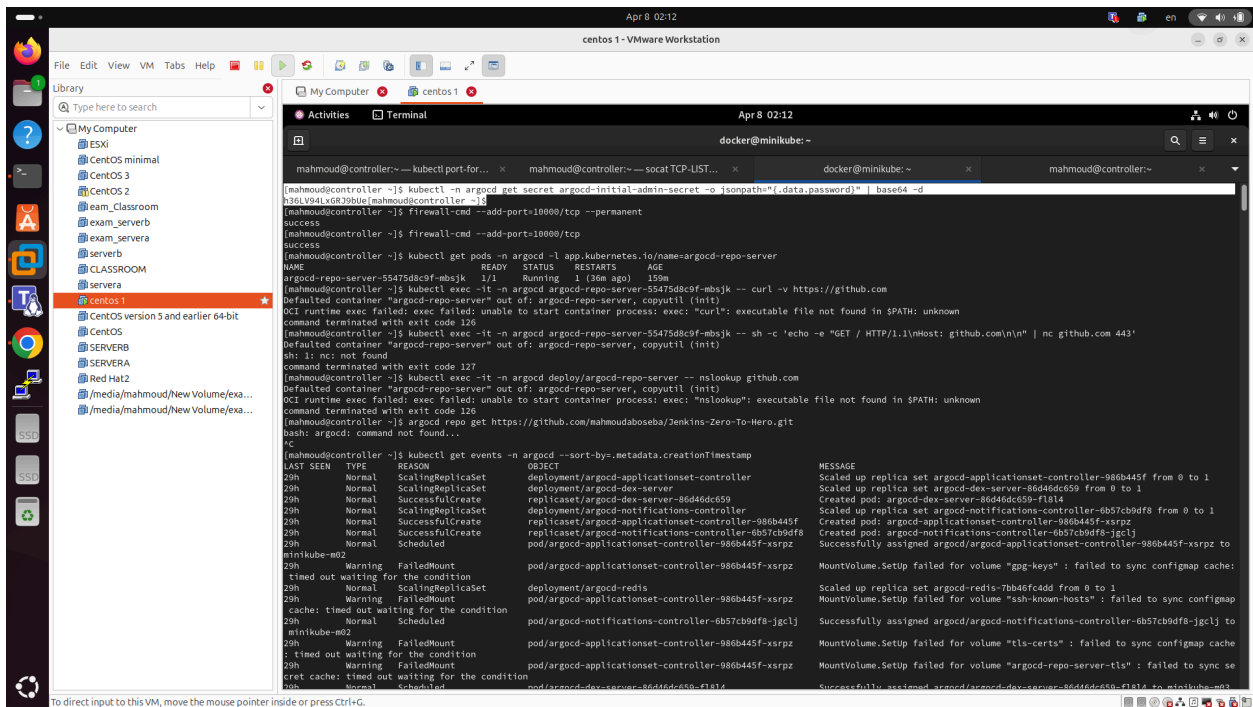 Apr 8 02:12
en
centos 1 - VMware Workstation
File Edit View VM Tabs Help
Library
Type here to search
My Computer
ESXi
CentOS minimal
CentOS 3
CentOS 2
eam_Classroom
exam_serverb
exam_servera
serverb
CLASSROOM
servera
centos 1
CentOS version 5 and earlier 64-bit
CentOS
SERVERB
SERVERA
Red Hat2
/media/mahmoud/New Volume/exa...
/media/mahmoud/New Volume/exa...
SSD
SSD
My Computer
centos 1
Activities Terminal Apr 8 02:12
docker@minikube: ~
mahmoud@controller:~ — kubectl port-for... mahmoud@controller:~ — socat TCP-LIST... docker@minikube: ~ mahmoud@controller:~
[mahmoud@controller ~]$ kubectl -n argocd get secret argocd-initial-admin-secret -o jsonpath="{.data.password}" | base64 -d
h36LV94LxGRJ9bUe[mahmoud@controller ~]$
[mahmoud@controller ~]$ firewall-cmd --add-port=10000/tcp --permanent
success
[mahmoud@controller ~]$ firewall-cmd --add-port=10000/tcp
success
[mahmoud@controller ~]$ kubectl get pods -n argocd -l app.kubernetes.io/name=argocd-repo-server
NAME READY STATUS RESTARTS AGE
argocd-repo-server-55475d8c9f-mbsjk 1/1 Running 1 (36m ago) 159m
[mahmoud@controller ~]$ kubectl exec -it -n argocd argocd-repo-server-55475d8c9f-mbsjk -- curl -v https://github.com
Defaulted container "argocd-repo-server" out of: argocd-repo-server, copyutil (init)
OCI runtime exec failed: exec failed: unable to start container process: exec: "curl": executable file not found in $PATH: unknown
command terminated with exit code 126
[mahmoud@controller ~]$ kubectl exec -it -n argocd argocd-repo-server-55475d8c9f-mbsjk -- sh -c 'echo -e "GET / HTTP/1.1\nHost: github.com\n\n" | nc github.com 443'
Defaulted container "argocd-repo-server" out of: argocd-repo-server, copyutil (init)
sh: 1: nc: not found
command terminated with exit code 127
[mahmoud@controller ~]$ kubectl exec -it -n argocd deploy/argocd-repo-server -- nslookup github.com
Defaulted container "argocd-repo-server" out of: argocd-repo-server, copyutil (init)
OCI runtime exec failed: exec failed: unable to start container process: exec: "nslookup": executable file not found in $PATH: unknown
command terminated with exit code 126
[mahmoud@controller ~]$ argocd repo get https://github.com/mahmoudaboseba/Jenkins-Zero-To-Hero.git
bash: argocd: command not found...
^C
[mahmoud@controller ~]$ kubectl get events -n argocd --sort-by=.metadata.creationTimestamp
LAST SEEN TYPE REASON OBJECT MESSAGE
29h Normal ScalingReplicaSet deployment/argocd-applicationset-controller Scaled up replica set argocd-applicationset-controller-986b445f from 0 to 1
29h Normal ScalingReplicaSet deployment/argocd-dex-server Scaled up replica set argocd-dex-server-86d46dc659 from 0 to 1
29h Normal SuccessfulCreate replicaset/argocd-dex-server-86d46dc659 Created pod: argocd-dex-server-86d46dc659-fl8l4
29h Normal ScalingReplicaSet deployment/argocd-notifications-controller Scaled up replica set argocd-notifications-controller-6b57cb9df8 from 0 to 1
29h Normal SuccessfulCreate replicaset/argocd-applicationset-controller-986b445f Created pod: argocd-applicationset-controller-986b445f-xsrpz
29h Normal SuccessfulCreate replicaset/argocd-notifications-controller-6b57cb9df8 Created pod: argocd-notifications-controller-6b57cb9df8-jgclj
29h Normal Scheduled pod/argocd-applicationset-controller-986b445f-xsrpz Successfully assigned argocd/argocd-applicationset-controller-986b445f-xsrpz to
minikube-m02
29h Warning FailedMount pod/argocd-applicationset-controller-986b445f-xsrpz MountVolume.SetUp failed for volume "gpg-keys" : failed to sync configmap cache:
timed out waiting for the condition
29h Normal ScalingReplicaSet deployment/argocd-redis Scaled up replica set argocd-redis-7bb46fc4dd from 0 to 1
29h Warning FailedMount pod/argocd-applicationset-controller-986b445f-xsrpz MountVolume.SetUp failed for volume "ssh-known-hosts" : failed to sync configmap
cache: timed out waiting for the condition
29h Normal Scheduled pod/argocd-notifications-controller-6b57cb9df8-jgclj Successfully assigned argocd/argocd-notifications-controller-6b57cb9df8-jgclj to
minikube-m02
29h Warning FailedMount pod/argocd-applicationset-controller-986b445f-xsrpz MountVolume.SetUp failed for volume "tls-certs" : failed to sync configmap cache
: timed out waiting for the condition
29h Warning FailedMount pod/argocd-applicationset-controller-986b445f-xsrpz MountVolume.SetUp failed for volume "argocd-repo-server-tls" : failed to sync se
cret cache: timed out waiting for the condition
29h Normal Scheduled pod/argocd-dex-server-86d46dc659-fl8l4 Successfully assigned argocd/argocd-dex-server-86d46dc659-fl8l4 to minikube-m03
To direct input to this VM, move the mouse pointer inside or press Ctrl+G.